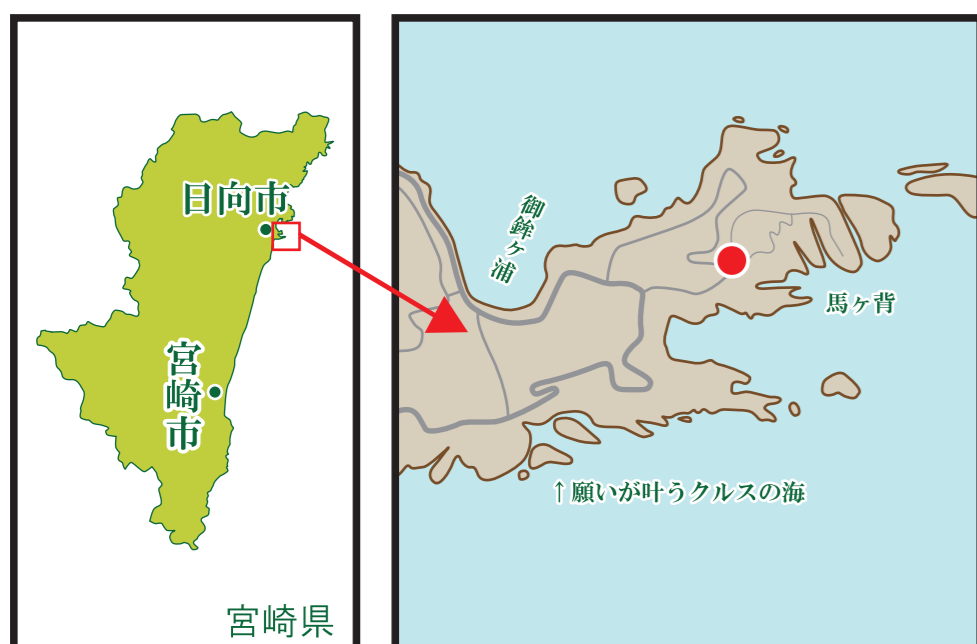 日向市
宮崎市
宮崎県
御鉾ヶ浦
馬ヶ背
↑願いが叶うクルスの海